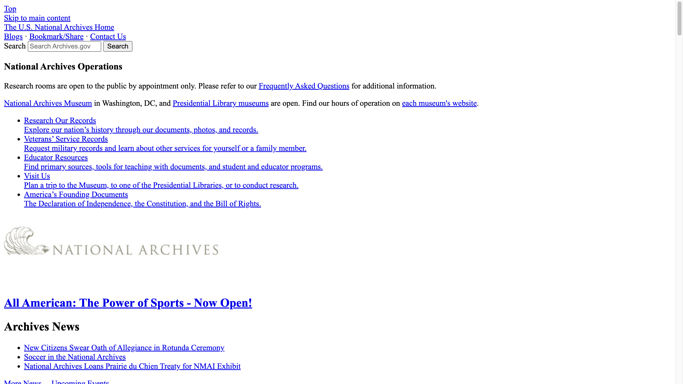 Top
Skip to main content
The U.S. National Archives Home
Blogs · Bookmark/Share · Contact Us
Search Search Archives.gov Search
National Archives Operations
Research rooms are open to the public by appointment only. Please refer to our Frequently Asked Questions for additional information.
National Archives Museum in Washington, DC, and Presidential Library museums are open. Find our hours of operation on each museum's website.
Research Our Records
Explore our nation's history through our documents, photos, and records.
Veterans' Service Records
Request military records and learn about other services for yourself or a family member.
Educator Resources
Find primary sources, tools for teaching with documents, and student and educator programs.
Visit Us
Plan a trip to the Museum, to one of the Presidential Libraries, or to conduct research.
America's Founding Documents
The Declaration of Independence, the Constitution, and the Bill of Rights.
NATIONAL ARCHIVES
All American: The Power of Sports - Now Open!
Archives News
New Citizens Swear Oath of Allegiance in Rotunda Ceremony
Soccer in the National Archives
National Archives Loans Prairie du Chien Treaty for NMAI Exhibit
More News Upcoming Events